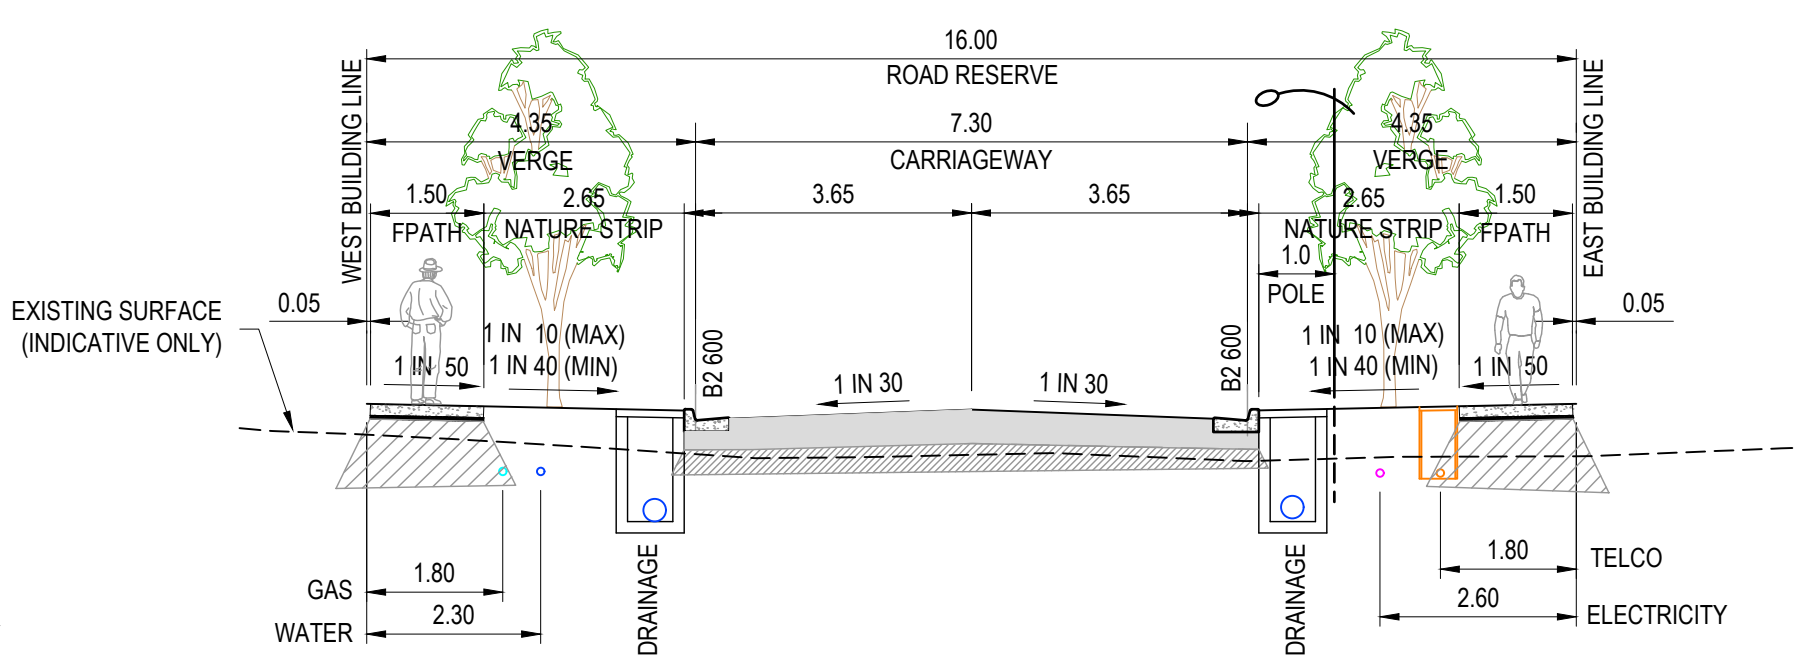 16.00
ROAD RESERVE
WEST BUILDING LINE
EAST BUILDING LINE
4.35
VERGE
7.30
CARRIAGEWAY
4.35
VERGE
1.50
FPATH
2.65
NATURE STRIP
3.65
3.65
2.65
NATURE STRIP
1.50
FPATH
1.0
POLE
EXISTING SURFACE
(INDICATIVE ONLY)
0.05
0.05
1 IN 10 (MAX)
1 IN 40 (MIN)
1 IN 50
B2 600
1 IN 30
1 IN 30
B2 600
1 IN 10 (MAX)
1 IN 40 (MIN)
1 IN 50
DRAINAGE
DRAINAGE
GAS
1.80
WATER
2.30
1.80
TELCO
2.60
ELECTRICITY